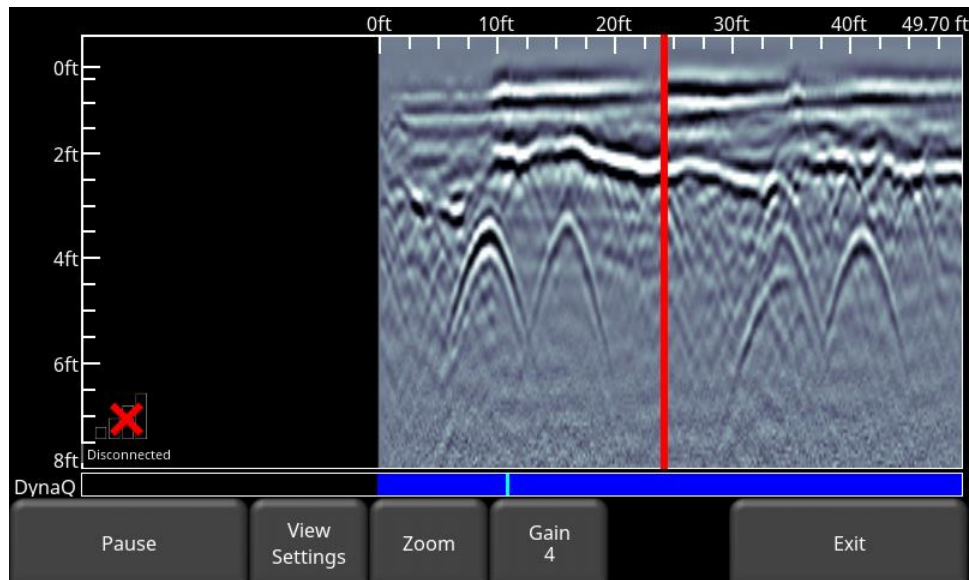 0ft 10ft 20ft 30ft 40ft 49.70 ft
0ft
2ft
4ft
6ft
8ft
Disconnected
DynaQ
Pause
View
Settings
Zoom
Gain
4
Exit